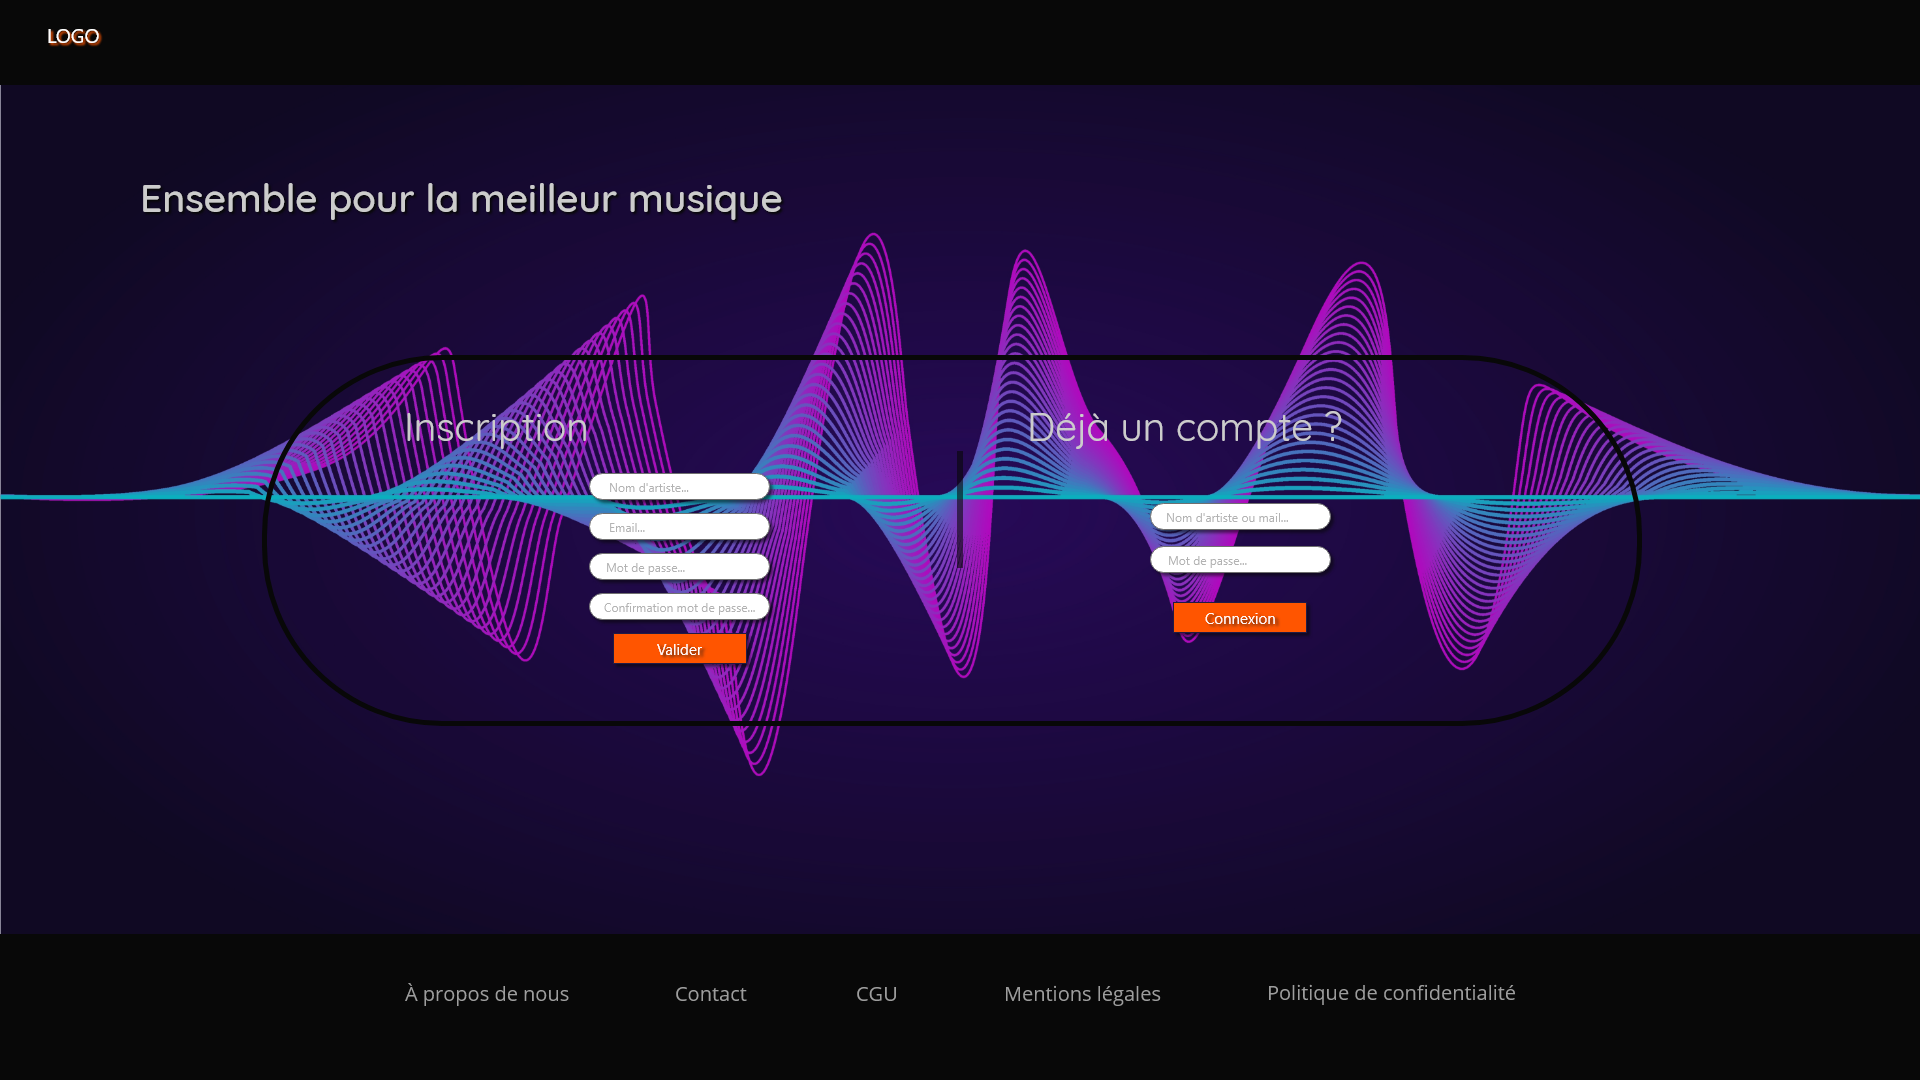 LOGO
Ensemble pour la meilleur musique
Inscription
Nom d'artiste...
Email...
Mot de passe...
Confirmation mot de passe...
Valider
Déjà un compte ?
Nom d'artiste ou mail...
Mot de passe...
Connexion
À propos de nous
Contact
CGU
Mentions légales
Politique de confidentialité